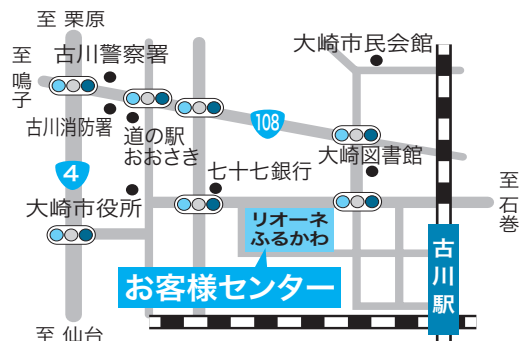 至 栗原
至
鳴
子
古川警察署
大崎市民会館
108
古川消防署
道の駅
おおさき
大崎図書館
七十七銀行
4
至
石
巻
大崎市役所
リオーネ
ふるかわ
お客様センター
古
川
駅
至 仙台